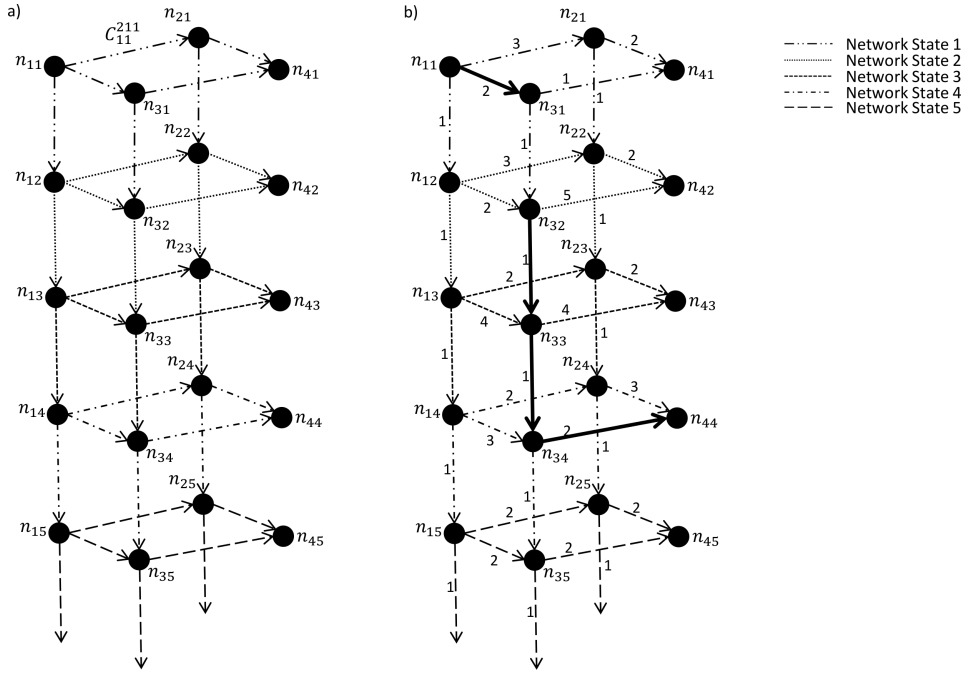 a)
n₂₁
C₁₁²¹¹
n₁₁
n₄₁
n₃₁
n₂₂
n₁₂
n₄₂
n₃₂
n₂₃
n₁₃
n₄₃
n₃₃
n₂₄
n₁₄
n₄₄
n₃₄
n₂₅
n₁₅
n₄₅
n₃₅
b)
n₂₁
3
2
n₁₁
n₄₁
2
1
n₃₁
1
1
1
n₂₂
3
2
n₁₂
n₄₂
2
5
n₃₂
1
1
1
n₂₃
2
2
n₁₃
n₄₃
4
4
n₃₃
1
1
1
n₂₄
2
3
n₁₄
n₄₄
3
2
n₃₄
1
1
1
n₂₅
2
2
n₁₅
n₄₅
2
2
n₃₅
1
1
1
Network State 1
Network State 2
Network State 3
Network State 4
Network State 5